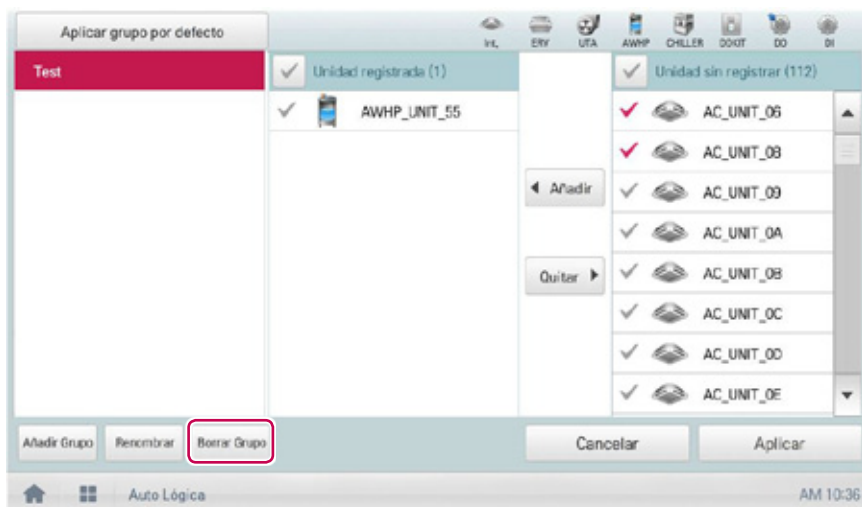 Aplicar grupo por defecto
Int,
ERV
UTA
AWHP
CHILLER
DOKIT
DO
DI
Test
Unidad registrada (1)
Unidad sin registrar (112)
AWHP_UNIT_55
AC_UNIT_06
AC_UNIT_08
AC_UNIT_09
AC_UNIT_0A
AC_UNIT_0B
AC_UNIT_0C
AC_UNIT_0D
AC_UNIT_0E
Añadir
Quitar
Añadir Grupo
Renombrar
Borrar Grupo
Cancelar
Aplicar
Auto Lógica
AM 10:36